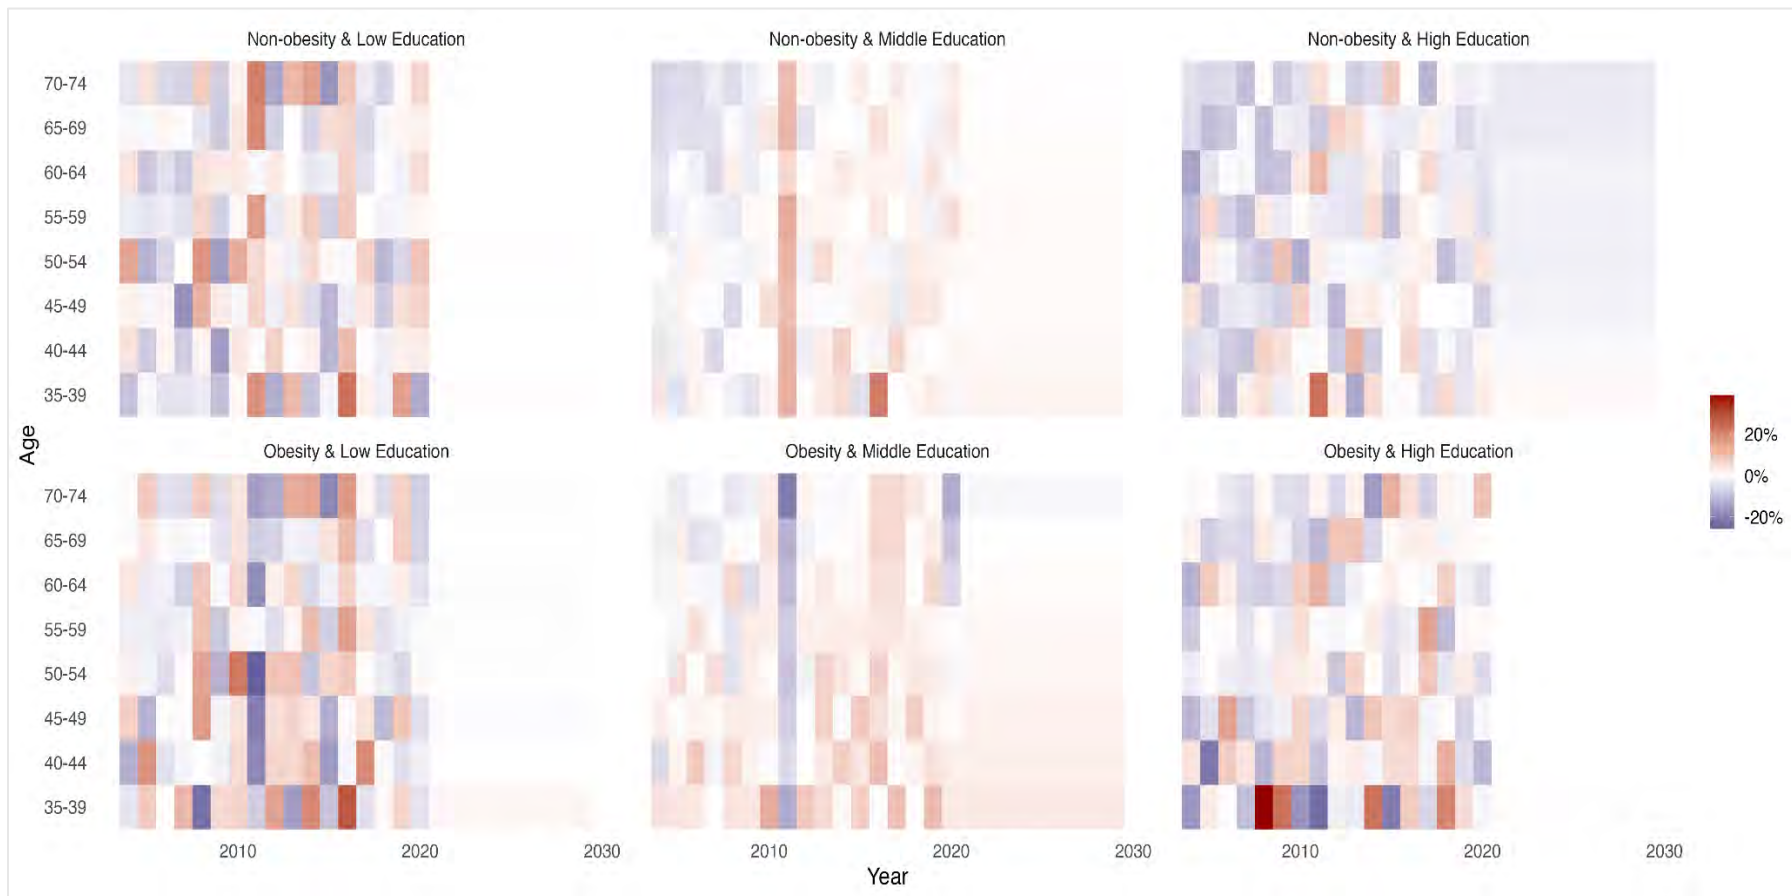 Non-obesity & Low Education
Non-obesity & Middle Education
Non-obesity & High Education
70-74
65-69
60-64
55-59
50-54
45-49
40-44
35-39
Age
Obesity & Low Education
Obesity & Middle Education
Obesity & High Education
70-74
65-69
60-64
55-59
50-54
45-49
40-44
35-39
2010 2020 2030
2010 2020 2030
2010 2020 2030
Year
20%
0%
-20%